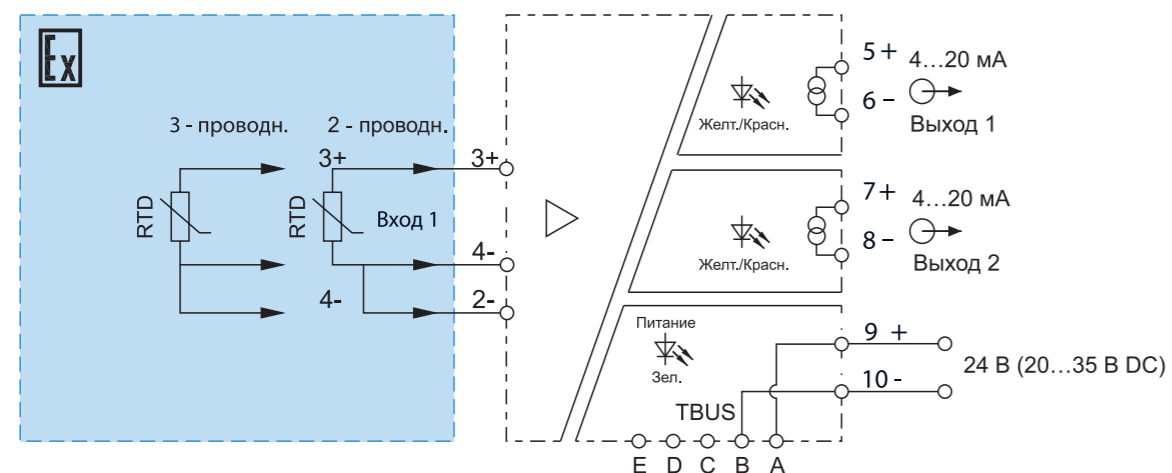 Ex
3 - проводн.
2 - проводн.
3+
3+
RTD
RTD
Вход 1
4-
4-
2-
Желт./Красн.
5 +
4...20 мА
6 –
Выход 1
Желт./Красн.
7 +
4...20 мА
8 –
Выход 2
Питание
Зел.
9 +
24 В (20...35 В DC)
10 -
TBUS
E D C B A